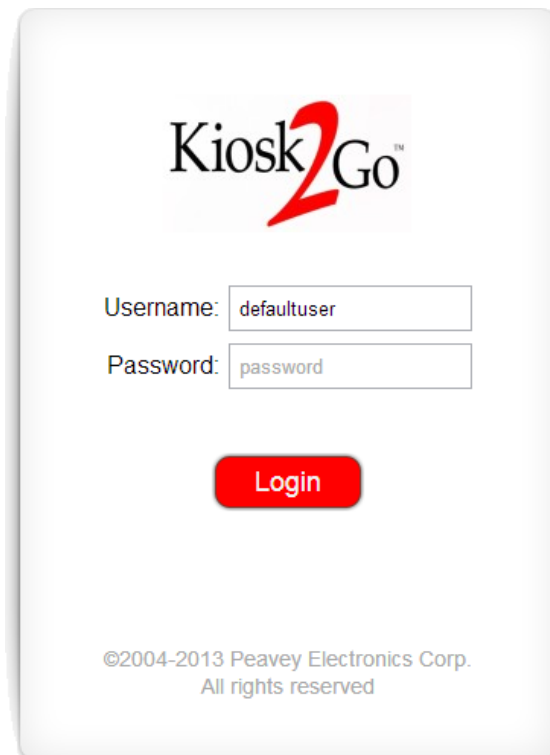 Kiosk2Go™
Username: defaultuser
Password: password
Login
©2004-2013 Peavey Electronics Corp.
All rights reserved